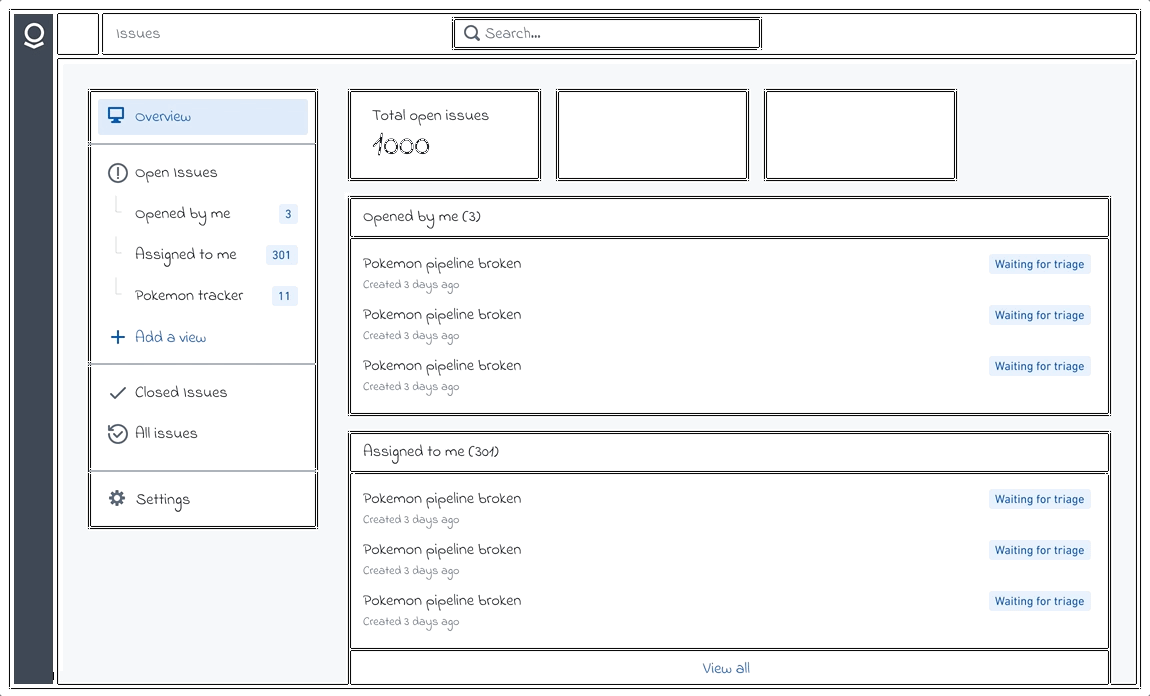 Issues
Search...
Overview
Open Issues
Opened by me 3
Assigned to me 301
Pokemon tracker 11
Add a view
Closed Issues
All issues
Settings
Total open issues
1000
Opened by me (3)
Pokemon pipeline broken Waiting for triage
Created 3 days ago
Pokemon pipeline broken Waiting for triage
Created 3 days ago
Pokemon pipeline broken Waiting for triage
Created 3 days ago
Assigned to me (301)
Pokemon pipeline broken Waiting for triage
Created 3 days ago
Pokemon pipeline broken Waiting for triage
Created 3 days ago
Pokemon pipeline broken Waiting for triage
Created 3 days ago
View all